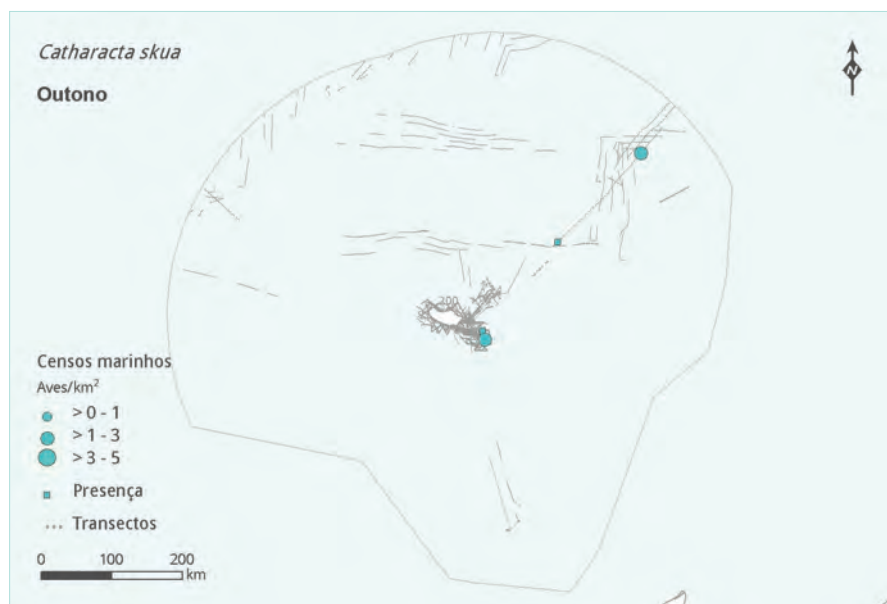 Catharacta skua
Outono
N
200
Censos marinhos
Aves/km²
> 0 - 1
> 1 - 3
> 3 - 5
Presença
Transectos
0 100 200
km